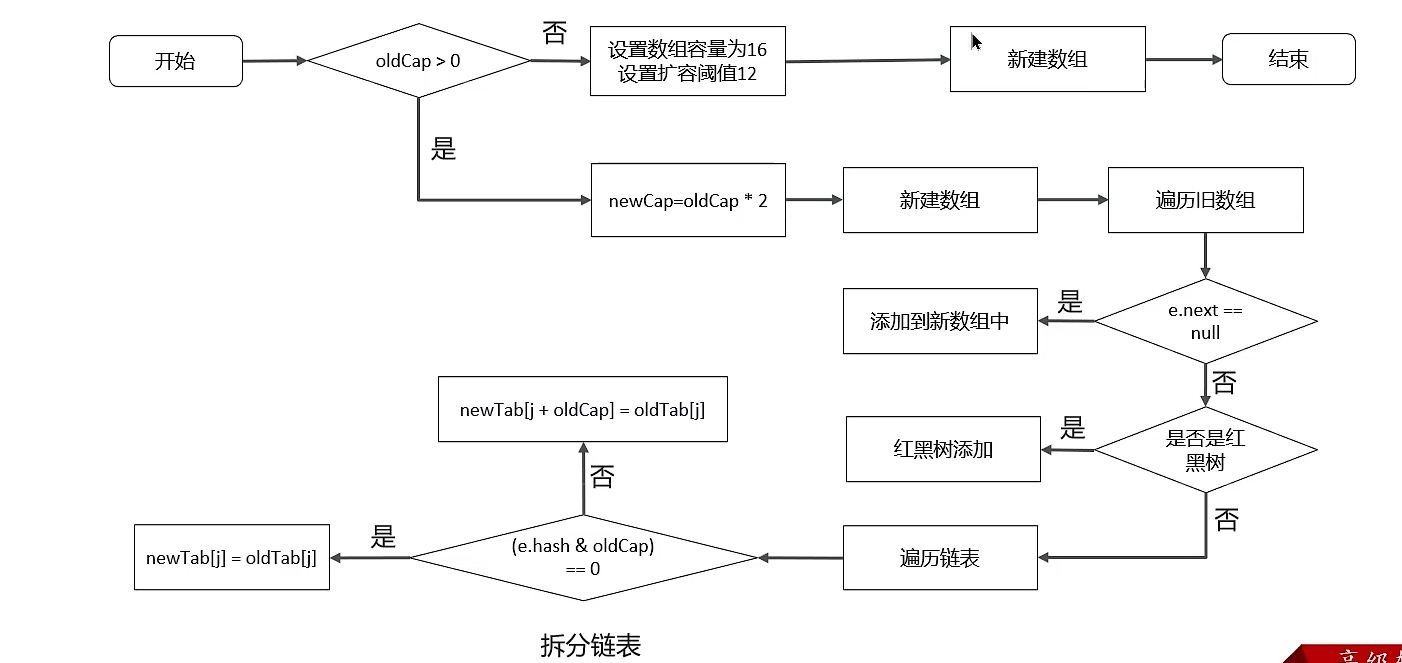 开始
oldCap > 0
否
设置数组容量为16
设置扩容阈值12
新建数组
结束
是
newCap=oldCap * 2
新建数组
遍历旧数组
e.next ==
null
是
添加到新数组中
否
是否是红
黑树
是
红黑树添加
否
遍历链表
(e.hash & oldCap)
== 0
否
newTab[j + oldCap] = oldTab[j]
是
newTab[j] = oldTab[j]
拆分链表
高级